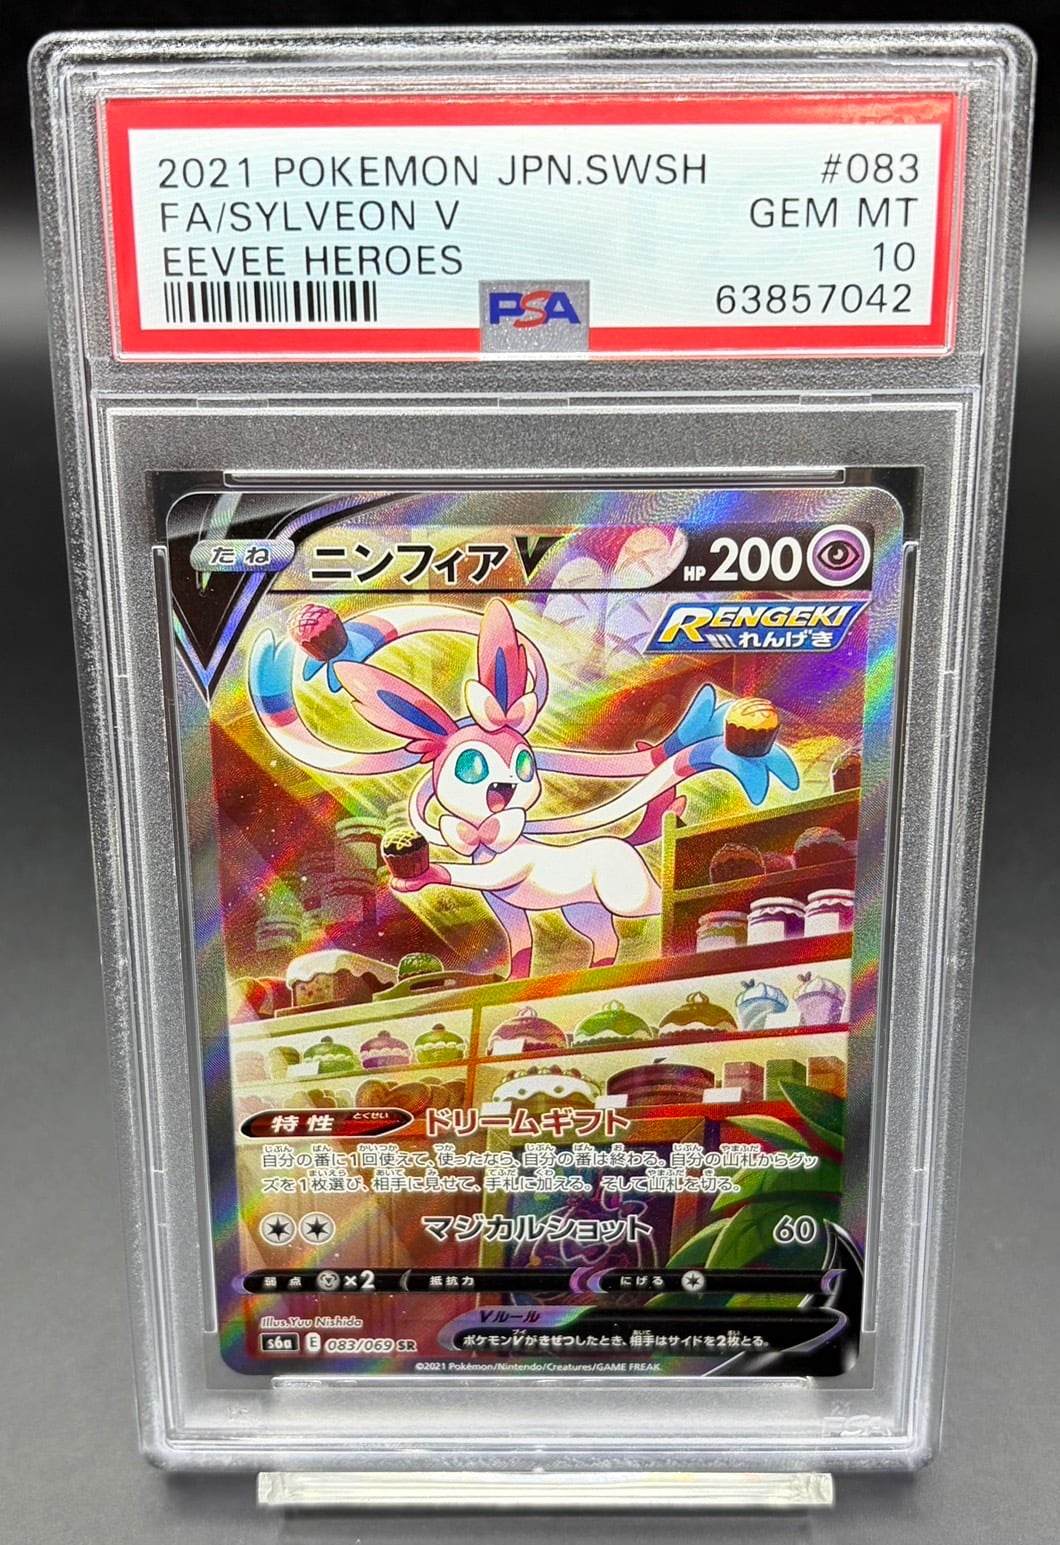 2021 POKEMON JPN.SWSH #083
FA/SYLVEON V GEM MT
EEVEE HEROES 10
PSA 63857042
たね ニンフィアV HP 200
RENGEKI
れんげき
特性 とくせい ドリームギフト
自分の番に1回使えて、使ったなら、自分の番は終わる。自分の山札からグッ
ズを1枚選び、相手に見せて、手札に加える。そして山札を切る。
マジカルショット 60
弱点 ×2 抵抗力 にげる
Illus.Yuu Nishida
Vルール
s6a E 083/069 SR ポケモンVがきぜつしたとき、相手はサイドを2枚とる。
©2021 Pokémon/Nintendo/Creatures/GAME FREAK.
PSA